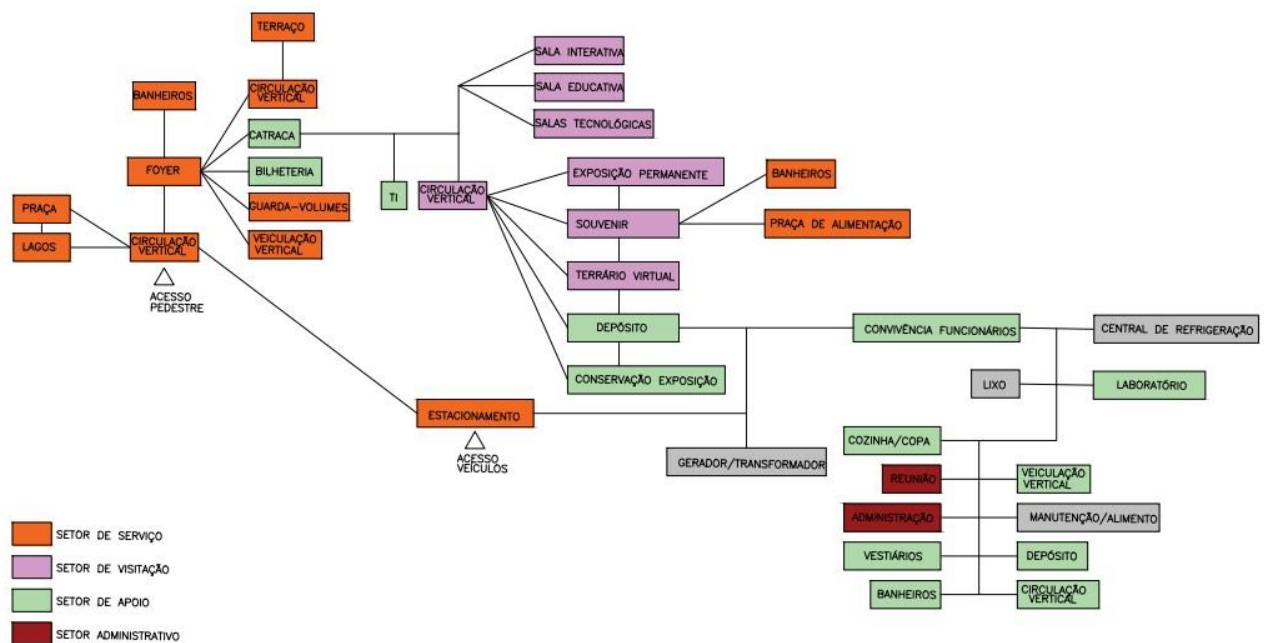 TERRAÇO
SALA INTERATIVA
BANHEIROS
CIRCULAÇÃO
VERTICAL
SALA EDUCATIVA
CATRACA
SALAS TECNOLÓGICAS
FOYER
BILHETERIA
TI
CIRCULAÇÃO
VERTICAL
EXPOSIÇÃO PERMANENTE
BANHEIROS
PRAÇA
GUARDA-VOLUMES
SOUVENIR
PRAÇA DE ALIMENTAÇÃO
LAGOS
CIRCULAÇÃO
VERTICAL
VEICULAÇÃO
VERTICAL
TERRÁRIO VIRTUAL
ACESSO
PEDESTRE
DEPÓSITO
CONVIVÊNCIA FUNCIONÁRIOS
CENTRAL DE REFRIGERAÇÃO
CONSERVAÇÃO EXPOSIÇÃO
LIXO
LABORATÓRIO
ESTACIONAMENTO
ACESSO
VEÍCULOS
GERADOR/TRANSFORMADOR
COZINHA/COPA
REUNIÃO
VEICULAÇÃO
VERTICAL
ADMINISTRAÇÃO
MANUTENÇÃO/ALIMENTO
VESTIÁRIOS
DEPÓSITO
BANHEIROS
CIRCULAÇÃO
VERTICAL
SETOR DE SERVIÇO
SETOR DE VISITAÇÃO
SETOR DE APOIO
SETOR ADMINISTRATIVO